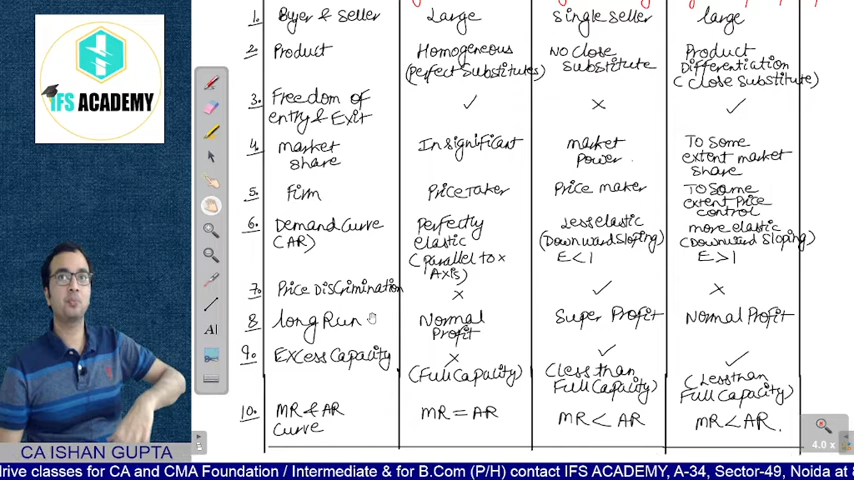 IFS ACADEMY
1. Buyer & Seller Large Single seller large
2. Product Homogeneous (Perfect Substitutes) NO Close Substitute Product Differentiation (Close Substitute)
3. Freedom of entry & Exit ✓ × ✓
4. market share Insignificant market Power. To Some extent market share
5. Firm Price Taker Price maker To Some extent Price control
6. Demand Curve (AR) Perfectly elastic (Parallel to x Axis) Less elastic (Downward Sloping) E < 1 more elastic (Downward Sloping) E > 1
7. Price Discrimination × ✓ ×
8 long Run Normal Profit Super Profit Normal Profit
9. Excess Capacity × (Full Capacity) ✓ (less than Full Capacity) ✓ (Less than Full Capacity)
10. MR & AR Curve MR = AR MR < AR MR < AR.
4.0 x
CA ISHAN GUPTA
drive classes for CA and CMA Foundation / Intermediate & for B.Com (P/H) contact IFS ACADEMY, A-34, Sector-49, Noida at 8